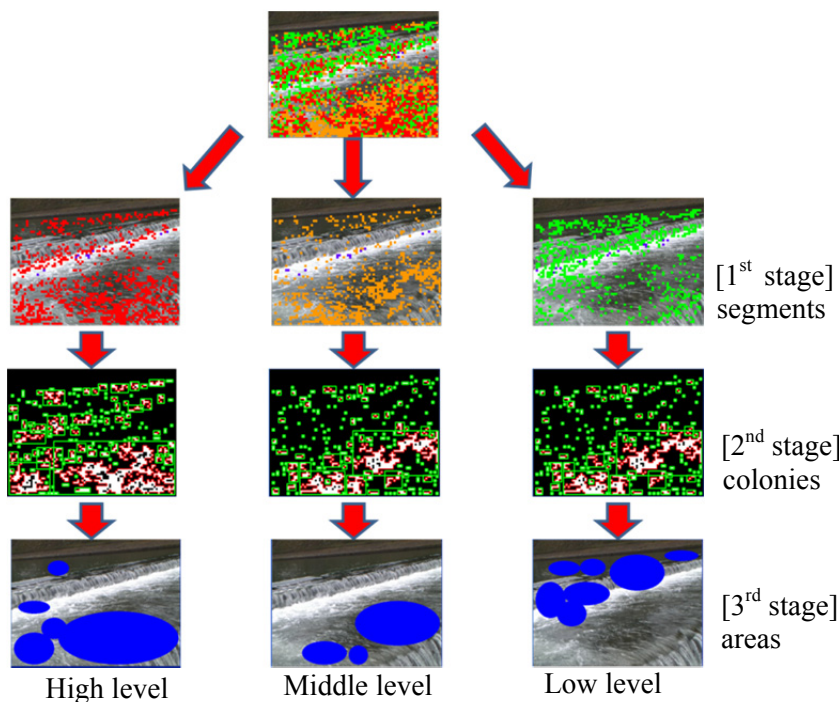 [1st stage]
segments
[2nd stage]
colonies
[3rd stage]
areas
High level
Middle level
Low level